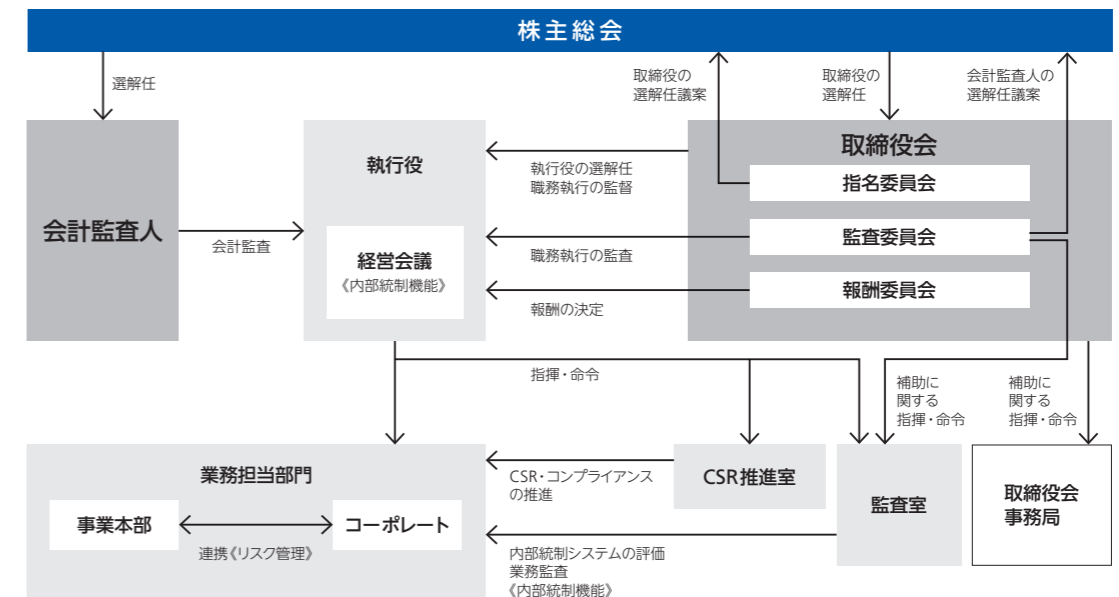 株主総会
選解任
取締役の
選解任議案
取締役の
選解任
会計監査人の
選解任議案
会計監査人
会計監査
執行役
経営会議
《内部統制機能》
執行役の選解任
職務執行の監督
職務執行の監査
報酬の決定
取締役会
指名委員会
監査委員会
報酬委員会
指揮・命令
補助に
関する
指揮・命令
補助に
関する
指揮・命令
業務担当部門
事業本部
コーポレート
連携《リスク管理》
CSR・コンプライアンス
の推進
CSR推進室
内部統制システムの評価
業務監査
《内部統制機能》
監査室
取締役会
事務局